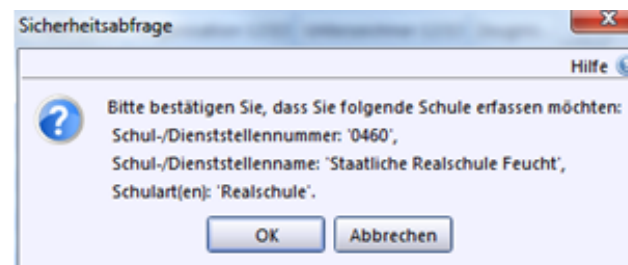 Sicherheitsabfrage
Hilfe
Bitte bestätigen Sie, dass Sie folgende Schule erfassen möchten:
Schul-/Dienststellennummer: '0460',
Schul-/Dienststellenname: 'Staatliche Realschule Feucht',
Schulart(en): 'Realschule'.
OK
Abbrechen